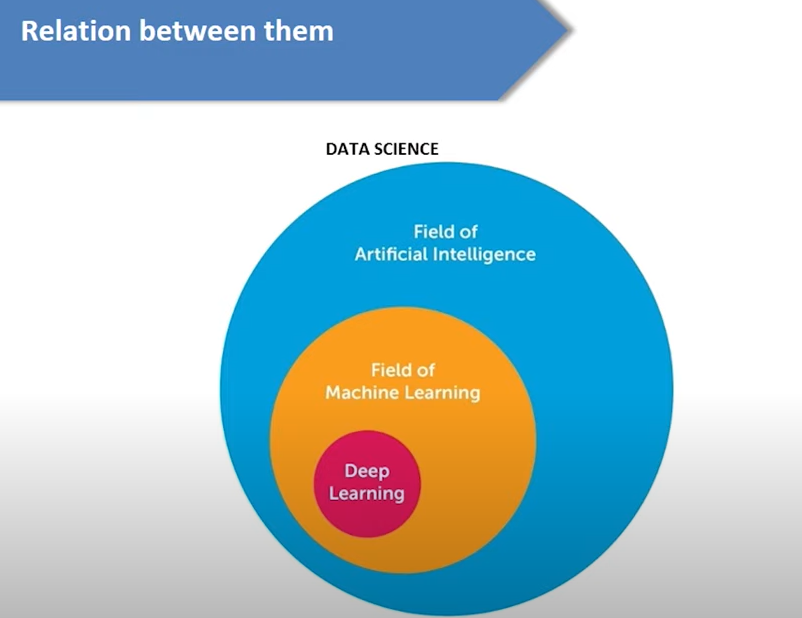 Relation between them
DATA SCIENCE
Field of
Artificial Intelligence
Field of
Machine Learning
Deep
Learning